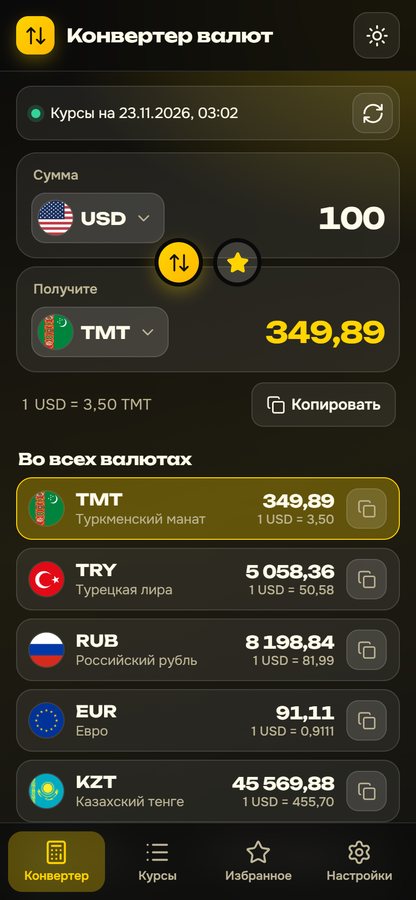 Конвертер валют
Курсы на 23.11.2026, 03:02
Сумма
USD
100
Получите
TMT
349,89
1 USD = 3,50 TMT
Копировать
Во всех валютах
TMT
349,89
Туркменский манат
1 USD = 3,50
TRY
5 058,36
Турецкая лира
1 USD = 50,58
RUB
8 198,84
Российский рубль
1 USD = 81,99
EUR
91,11
Евро
1 USD = 0,9111
KZT
45 569,88
Казахский тенге
1 USD = 455,70
Конвертер
Курсы
Избранное
Настройки